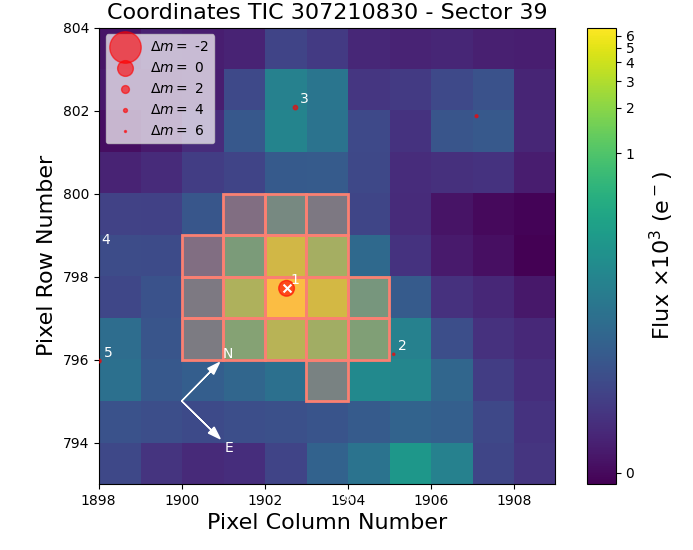 Coordinates TIC 307210830 - Sector 39
Δm = -2
Δm = 0
Δm = 2
Δm = 4
Δm = 6
804
802
800
798
796
794
1898
1900
1902
1904
1906
1908
Pixel Row Number
Pixel Column Number
3
4
1
5
2
N
E
6
5
4
3
2
1
0
Flux ×10³ (e⁻)